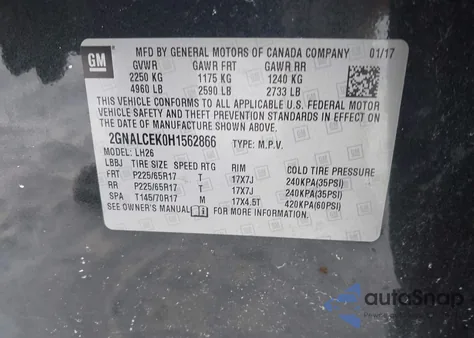 GM
MFD BY GENERAL MOTORS OF CANADA COMPANY 01/17
GVWR GAWR FRT GAWR RR
2250 KG 1175 KG 1240 KG
4960 LB 2590 LB 2733 LB
THIS VEHICLE CONFORMS TO ALL APPLICABLE U.S. FEDERAL MOTOR
VEHICLE SAFETY AND THEFT PREVENTION STANDARDS IN EFFECT ON
THE DATE OF MANUFACTURE SHOWN ABOVE.
2GNALCEK0H1562866 TYPE: M.P.V.
MODEL: LH26
LBBJ TIRE SIZE SPEED RTG RIM COLD TIRE PRESSURE
FRT P225/65R17 T 17X7J 240KPA(35PSI)
RR P225/65R17 T 17X7J 240KPA(35PSI)
SPA T145/70R17 M 17X4.5T 420KPA(60PSI)
SEE OWNER'S MANUAL FOR MORE INFORMATION.
autoSnap